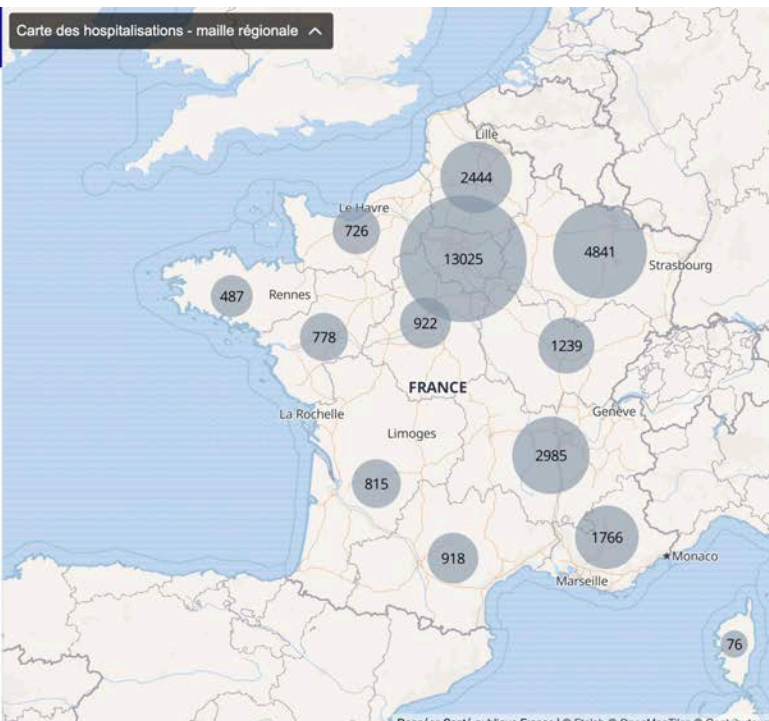 Carte des hospitalisations - maille régionale
Lille
2444
Le Havre
726
13025
4841
Strasbourg
487
Rennes
922
778
1239
FRANCE
La Rochelle
Genève
Limoges
2985
815
1766
918
Monaco
Marseille
76